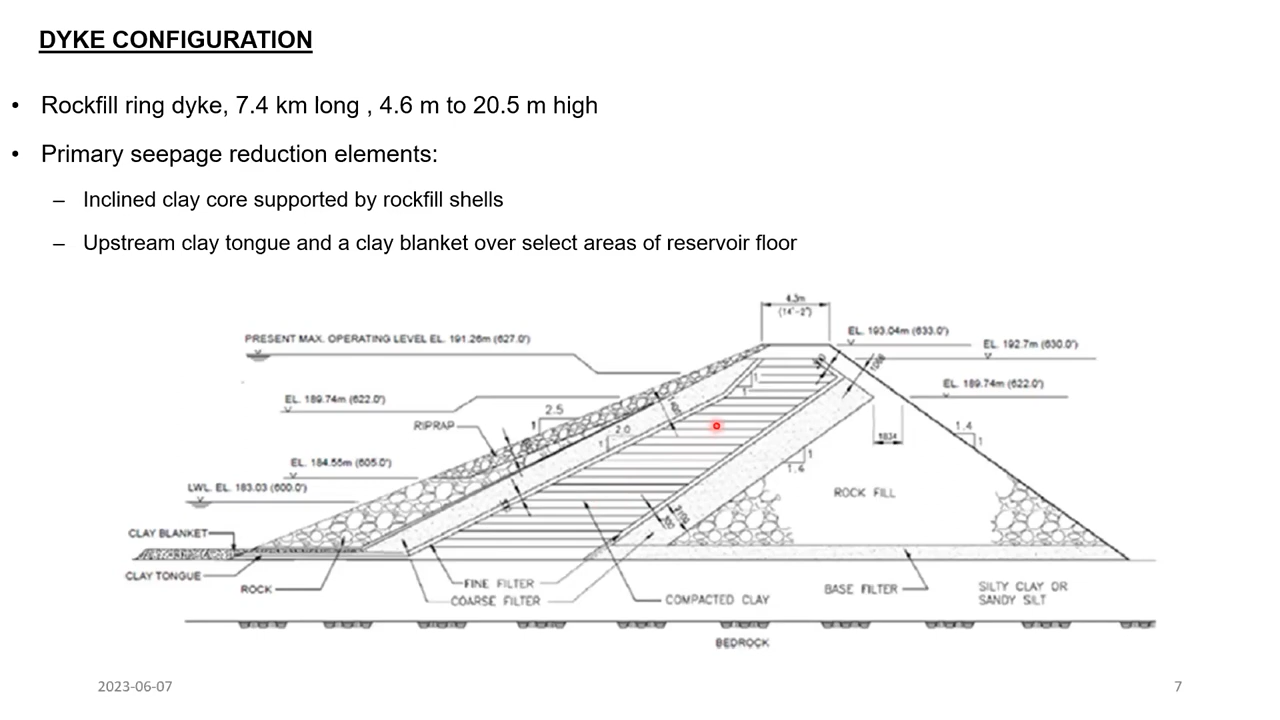 DYKE CONFIGURATION
• Rockfill ring dyke, 7.4 km long , 4.6 m to 20.5 m high
• Primary seepage reduction elements:
– Inclined clay core supported by rockfill shells
– Upstream clay tongue and a clay blanket over select areas of reservoir floor
4.3m
(14'-2")
PRESENT MAX. OPERATING LEVEL EL. 191.26m (627.0')
EL. 193.04m (633.0')
EL. 192.7m (630.0')
EL. 189.74m (622.0')
EL. 189.74m (622.0')
RIPRAP
2.5
1
2.0
1
1
1
1.4
1
1
1.4
1834
EL. 184.55m (605.0')
LWL. EL. 183.03 (600.0')
ROCK FILL
CLAY BLANKET
CLAY TONGUE
ROCK
FINE FILTER
COARSE FILTER
COMPACTED CLAY
BASE FILTER
SILTY CLAY OR
SANDY SILT
BEDROCK
2023-06-07
7